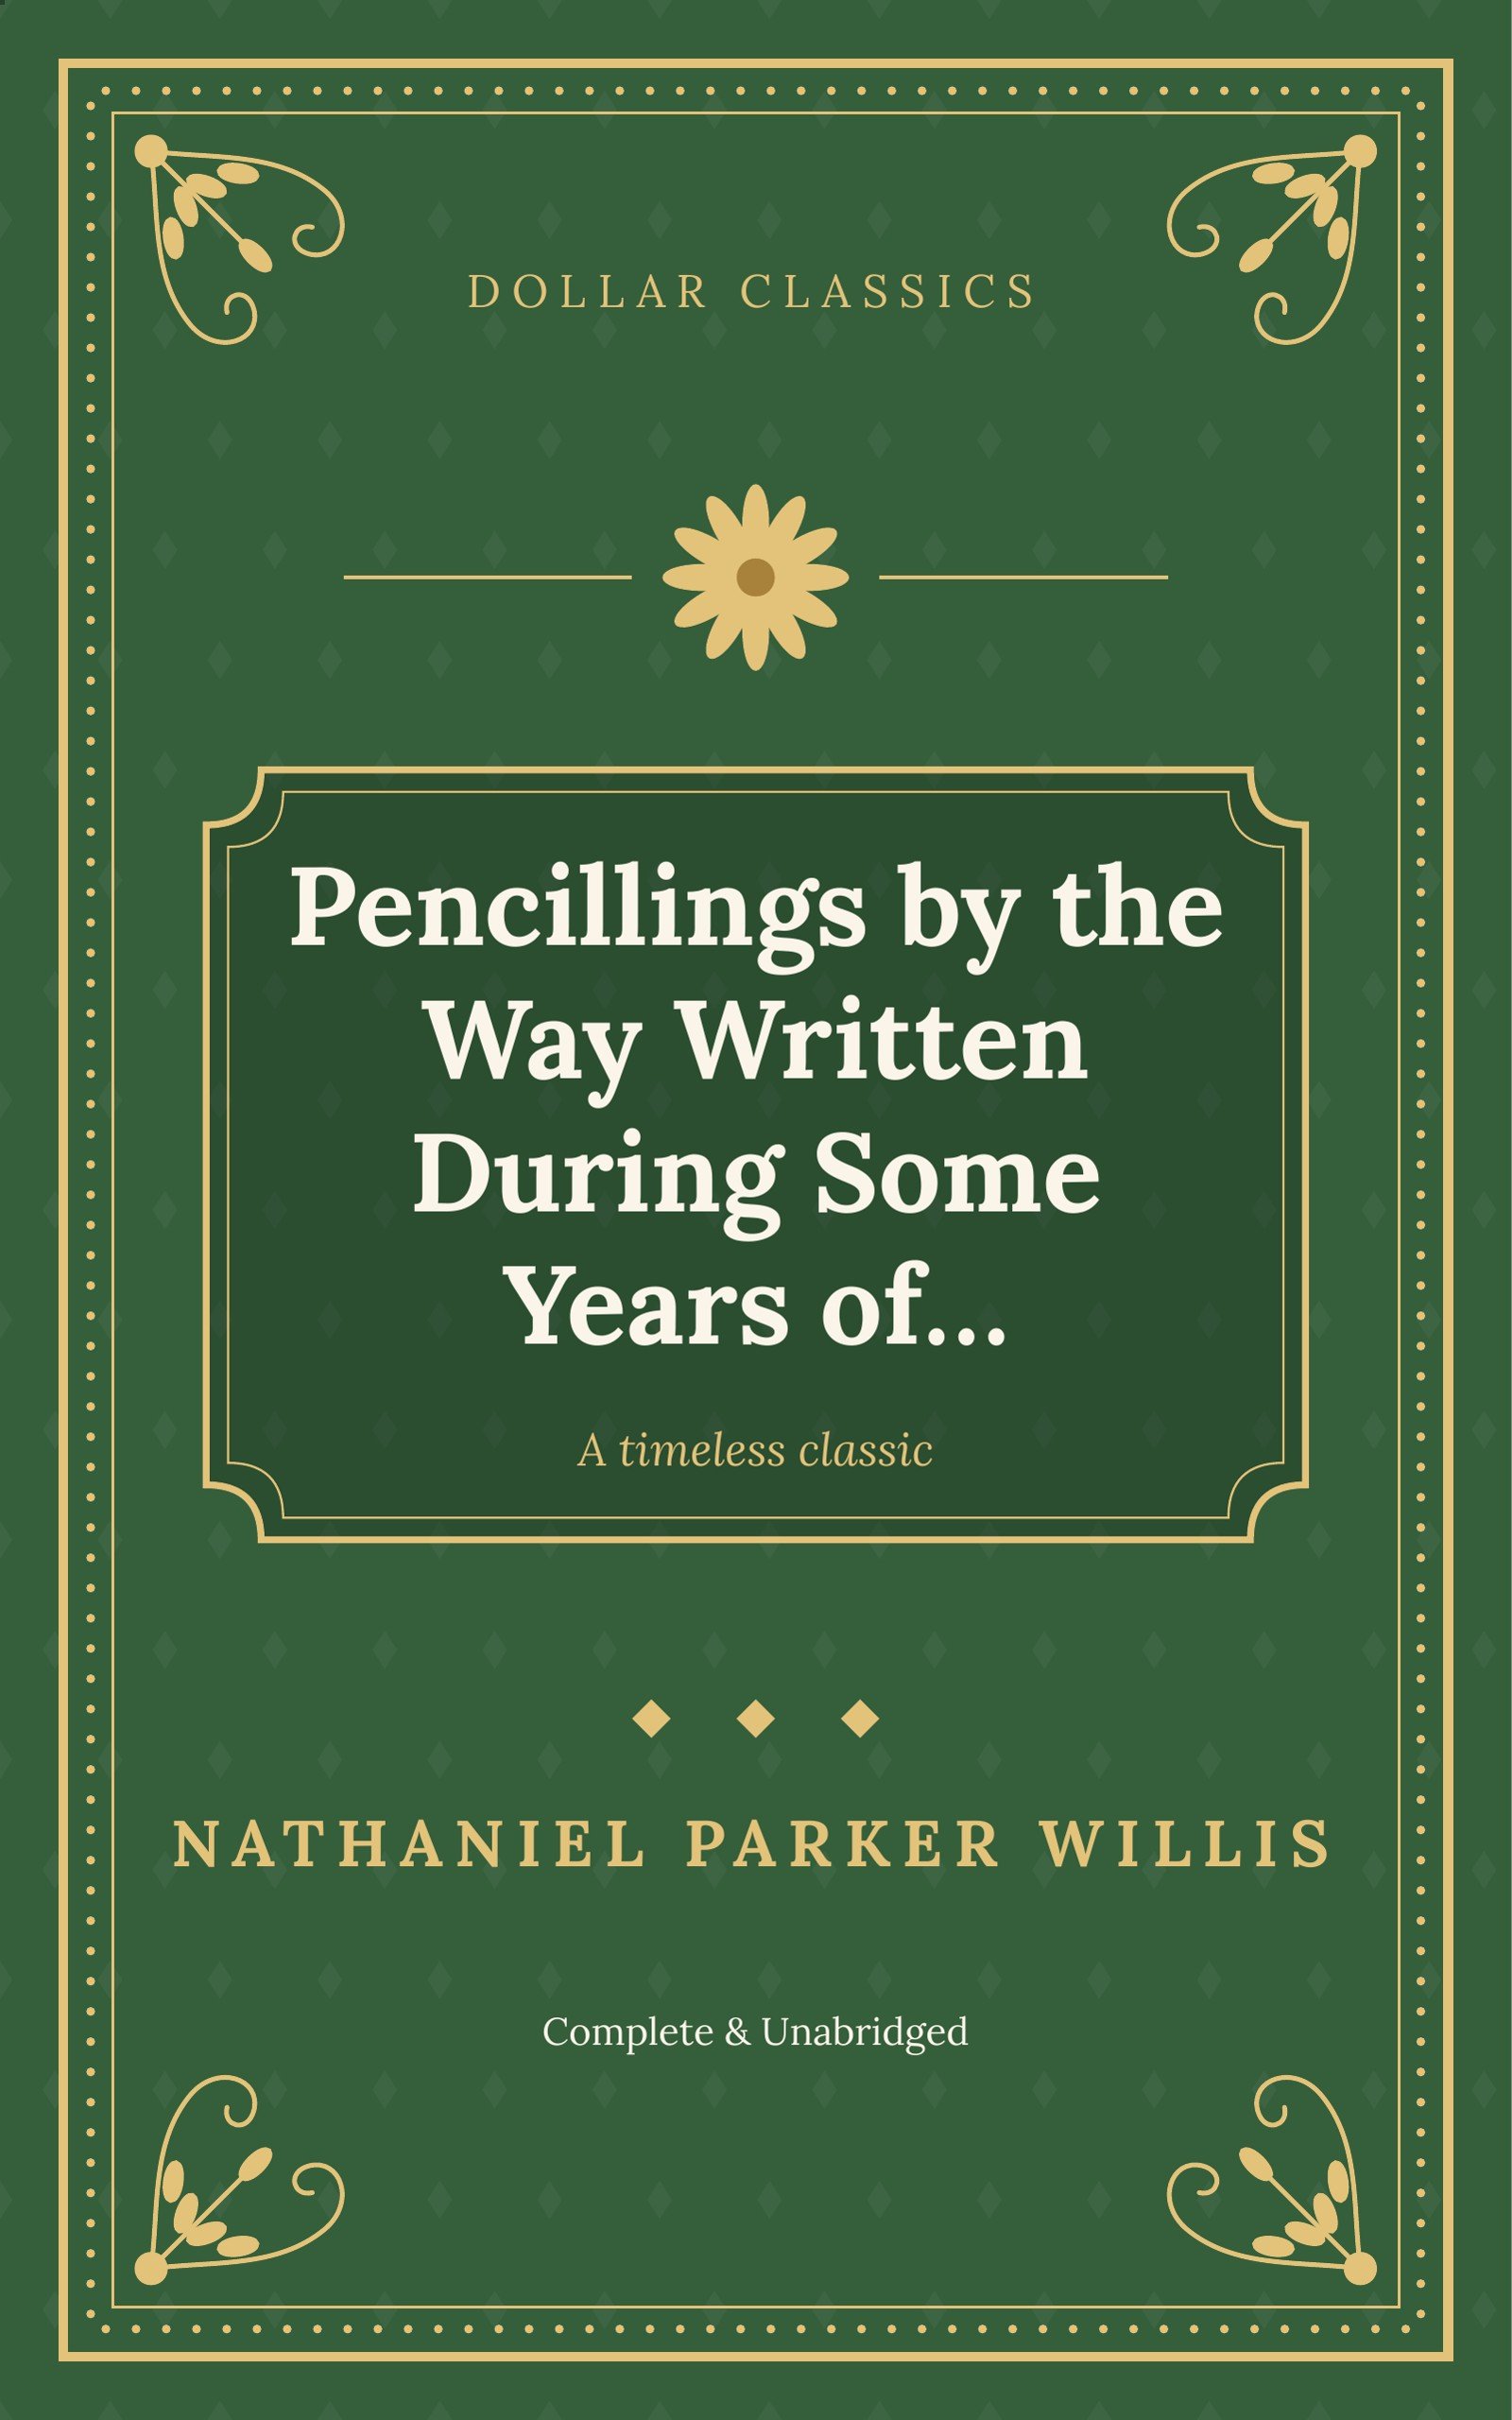 DOLLAR CLASSICS
Pencillings by the
Way Written
During Some
Years of...
A timeless classic
NATHANIEL PARKER WILLIS
Complete & Unabridged